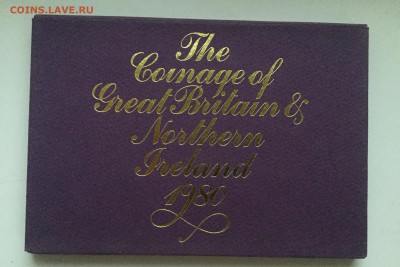 COINS.LAVE.RU
The
Coinage of
Great Britain &
Northern
Ireland
1980